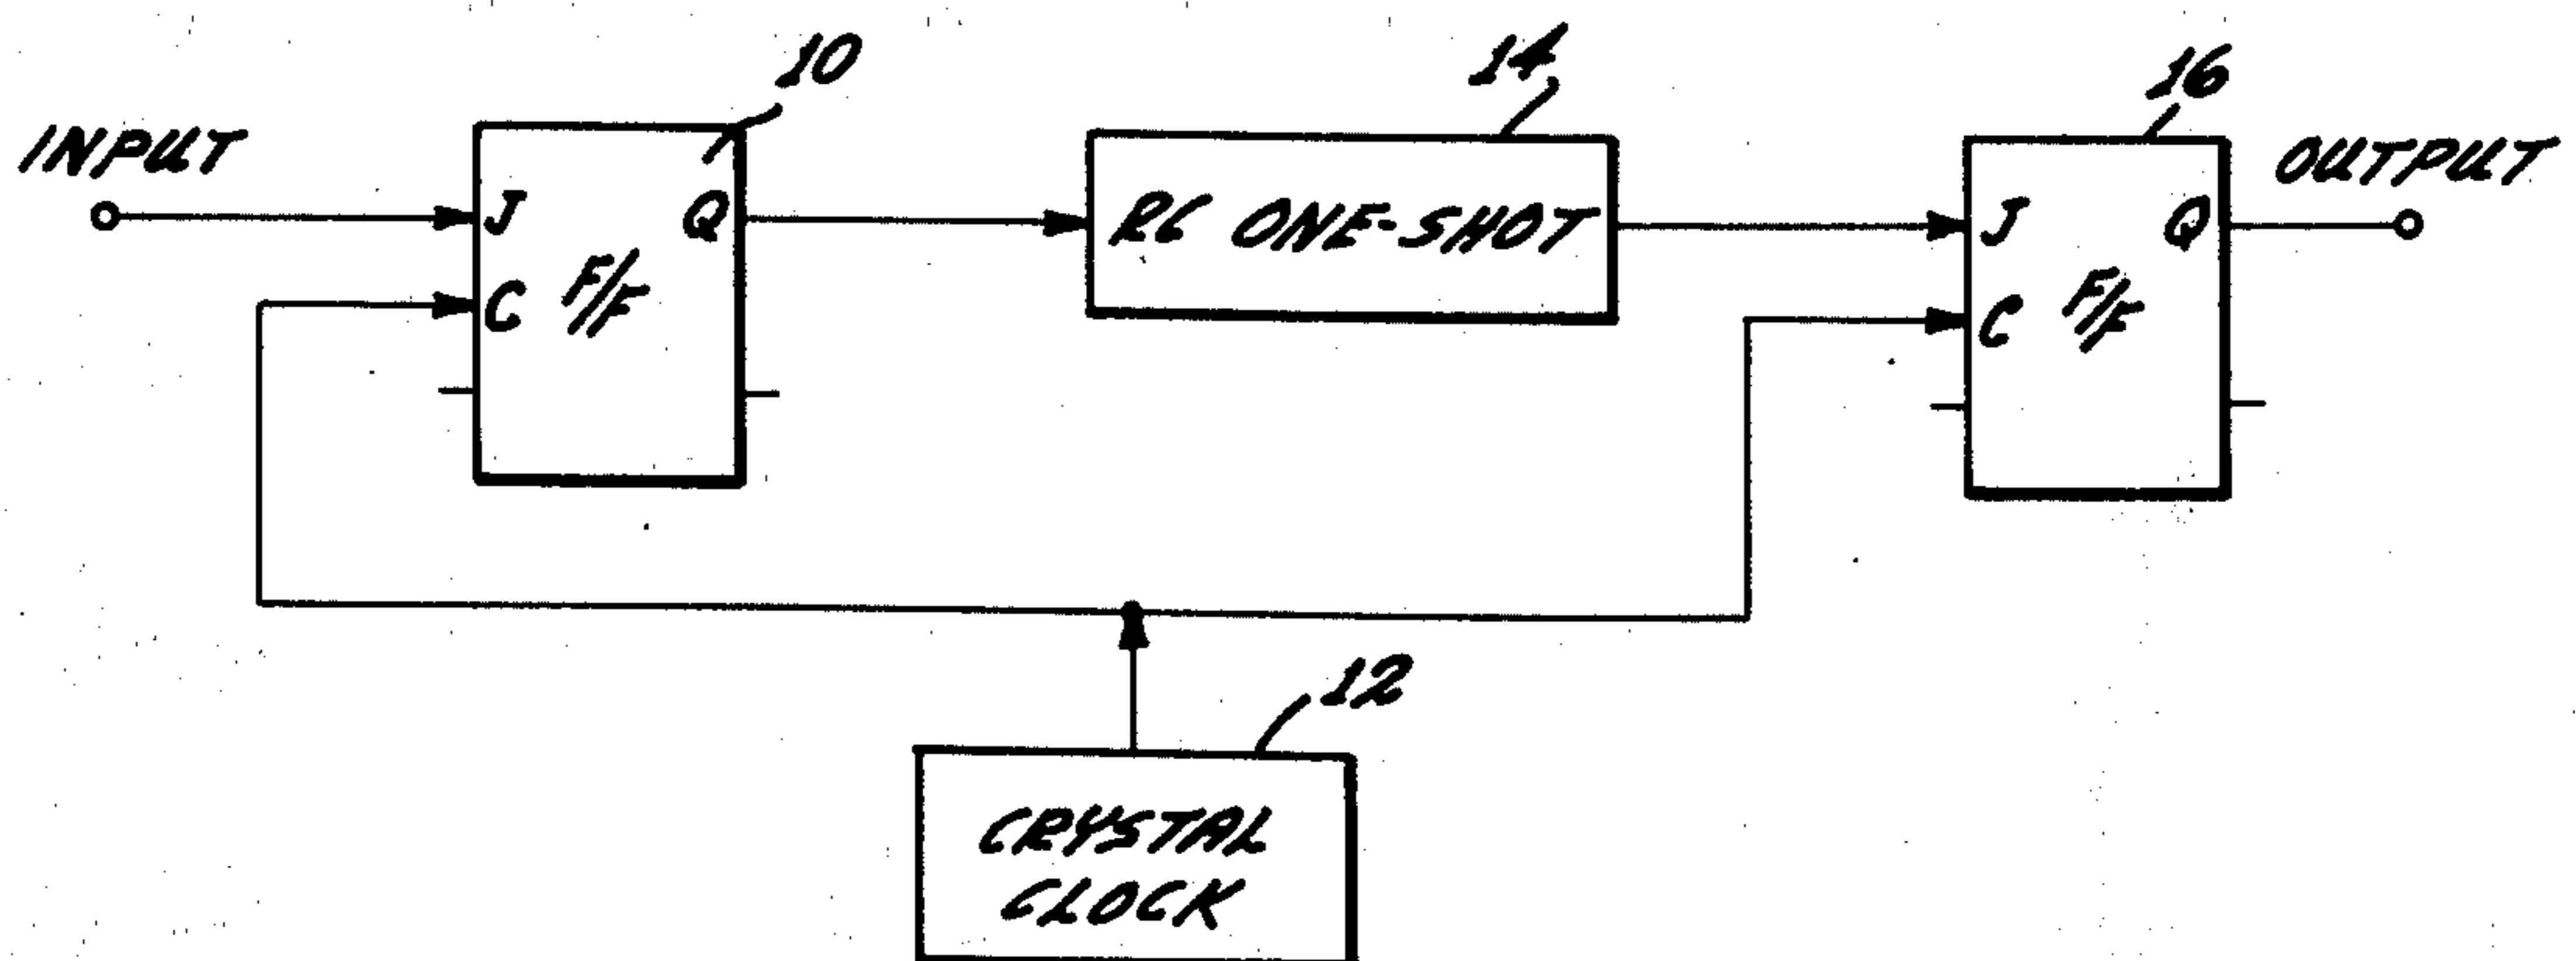 10
14
16
INPUT
OUTPUT
J
Q
RC ONE-SHOT
J
Q
C
F/F
C
F/F
12
CRYSTAL
CLOCK